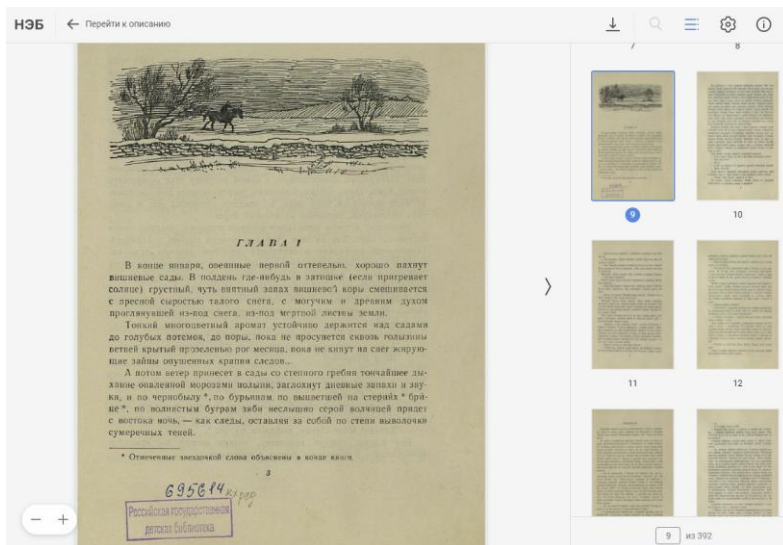 НЭБ
Перейти к описанию
7
8
ГЛАВА 1
В конце января, овеянные первой оттепелью, хорошо пахнут
вишневые сады. В полдень где-нибудь в затишке (если пригревает
солнце) грустный, чуть внятный запах вишневой коры смешивается
с пресной сыростью талого снега, с могучим и древним духом
проглянувшей из-под снега, из-под мертвой листвы земли.
Тонкий многоцветный аромат устойчиво держится над садами
до голубых потемок, до поры, пока не просунется сквозь голызины
ветвей крытый прозеленью рог месяца, пока не кинут на снег жирую-
щие зайцы опушенных крапин следов...
А потом ветер принесет в сады со степного гребня тончайшее ды-
хание опаленной морозами полыни, заглохнут дневные запахи и зву-
ки, и по чернобылу *, по бурьянам, по выцветшей на стернях * бри-
це *, по волнистым буграм зяби неслышно серой волчицей придет
с востока ночь, — как следы, оставляя за собой по степи выволочки
сумеречных теней.
* Отмеченные звездочкой слова объяснены в конце книги.
3
695614
Российская государственная
детская библиотека
9
10
11
12
9 из 392